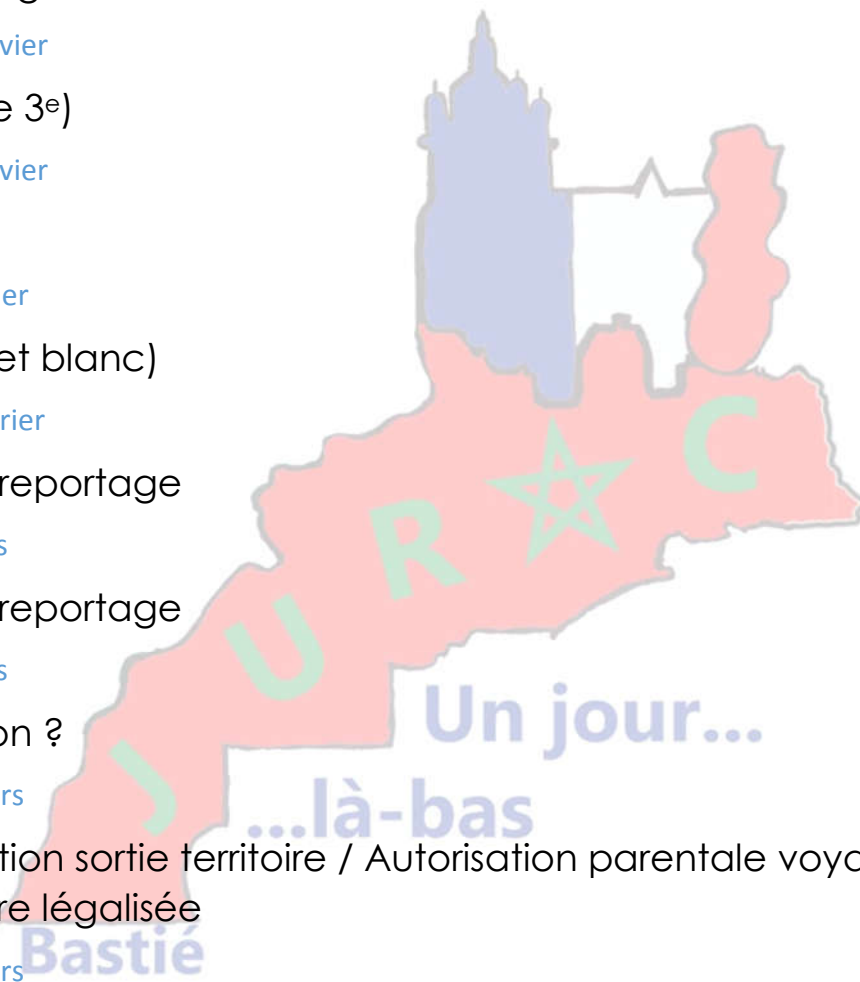 vier
e 3e)
vier
er
et blanc)
rier
reportage
s
reportage
s
on ?
rs
tion sortie territoire / Autorisation parentale voya
re légalisée
rs
J U R C
Un jour...
...là-bas
Bastié